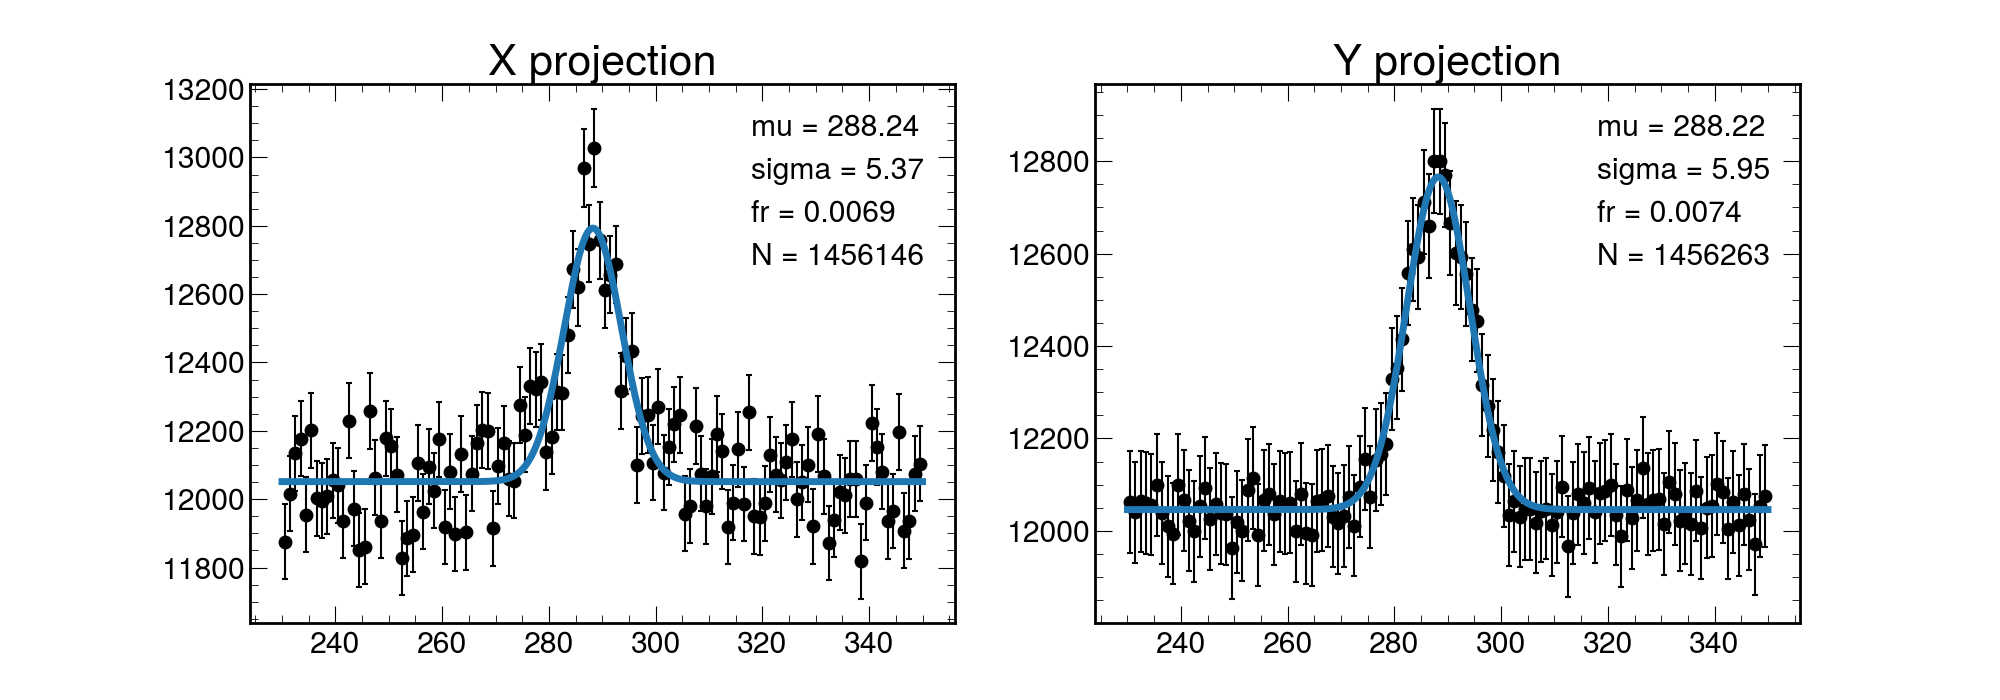 X projection
13200
13000
12800
12600
12400
12200
12000
11800
240 260 280 300 320 340
mu = 288.24
sigma = 5.37
fr = 0.0069
N = 1456146
Y projection
12800
12600
12400
12200
12000
240 260 280 300 320 340
mu = 288.22
sigma = 5.95
fr = 0.0074
N = 1456263